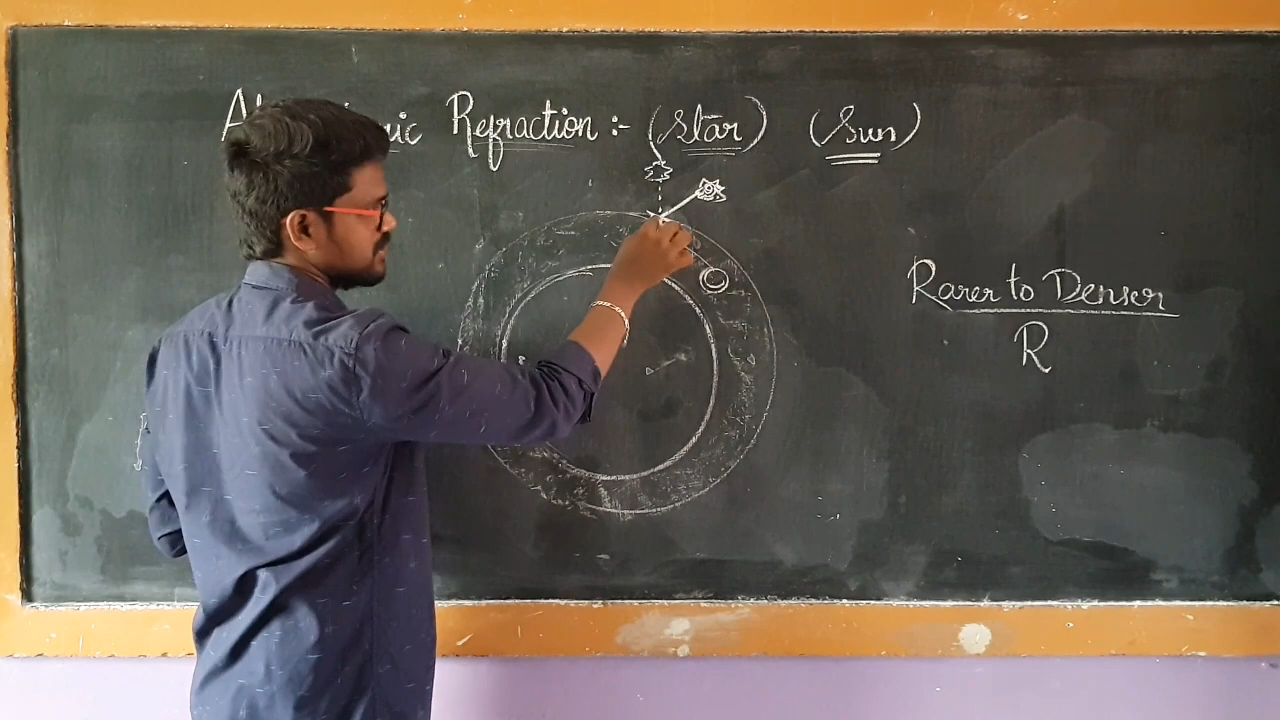 Refraction :- (Star) (Sun)
Rarer to Denser
R